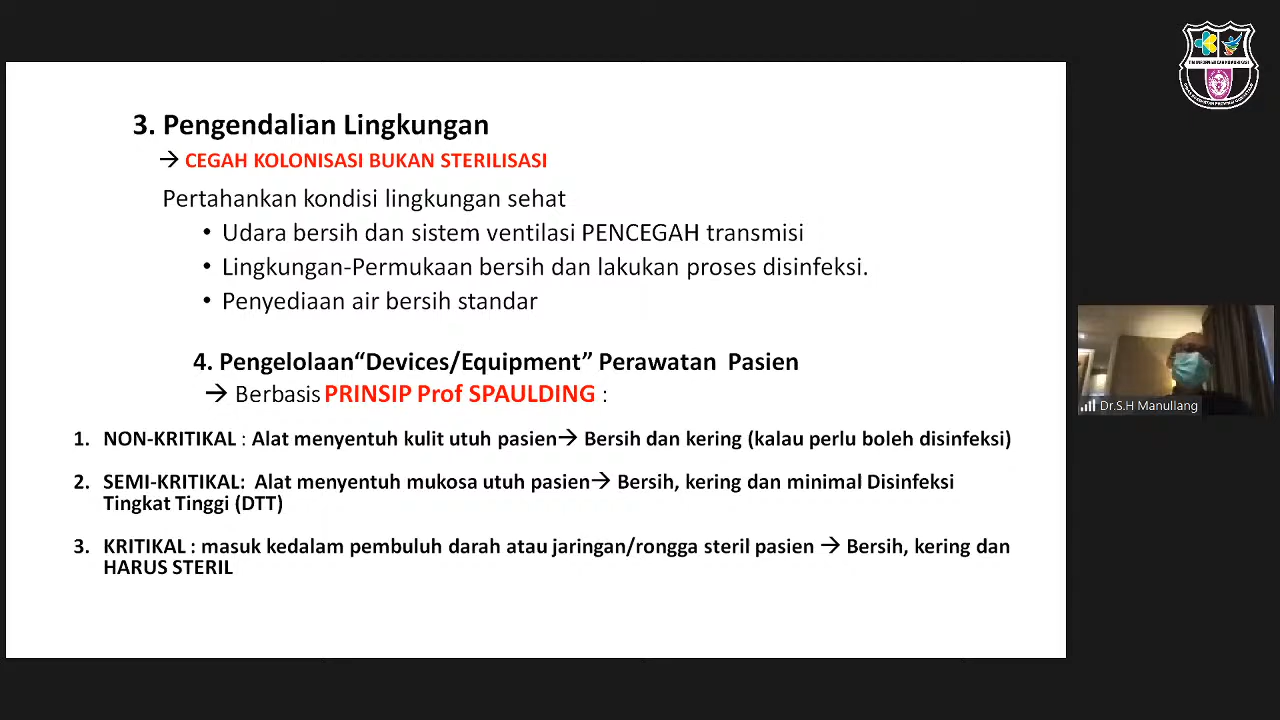 3. Pengendalian Lingkungan
→ CEGAH KOLONISASI BUKAN STERILISASI
Pertahankan kondisi lingkungan sehat
• Udara bersih dan sistem ventilasi PENCEGAH transmisi
• Lingkungan-Permukaan bersih dan lakukan proses disinfeksi.
• Penyediaan air bersih standar
4. Pengelolaan“Devices/Equipment” Perawatan Pasien
→ Berbasis PRINSIP Prof SPAULDING :
1. NON-KRITIKAL : Alat menyentuh kulit utuh pasien→ Bersih dan kering (kalau perlu boleh disinfeksi)
2. SEMI-KRITIKAL: Alat menyentuh mukosa utuh pasien→ Bersih, kering dan minimal Disinfeksi
Tingkat Tinggi (DTT)
3. KRITIKAL : masuk kedalam pembuluh darah atau jaringan/rongga steril pasien → Bersih, kering dan
HARUS STERIL
Dr.S.H Manullang